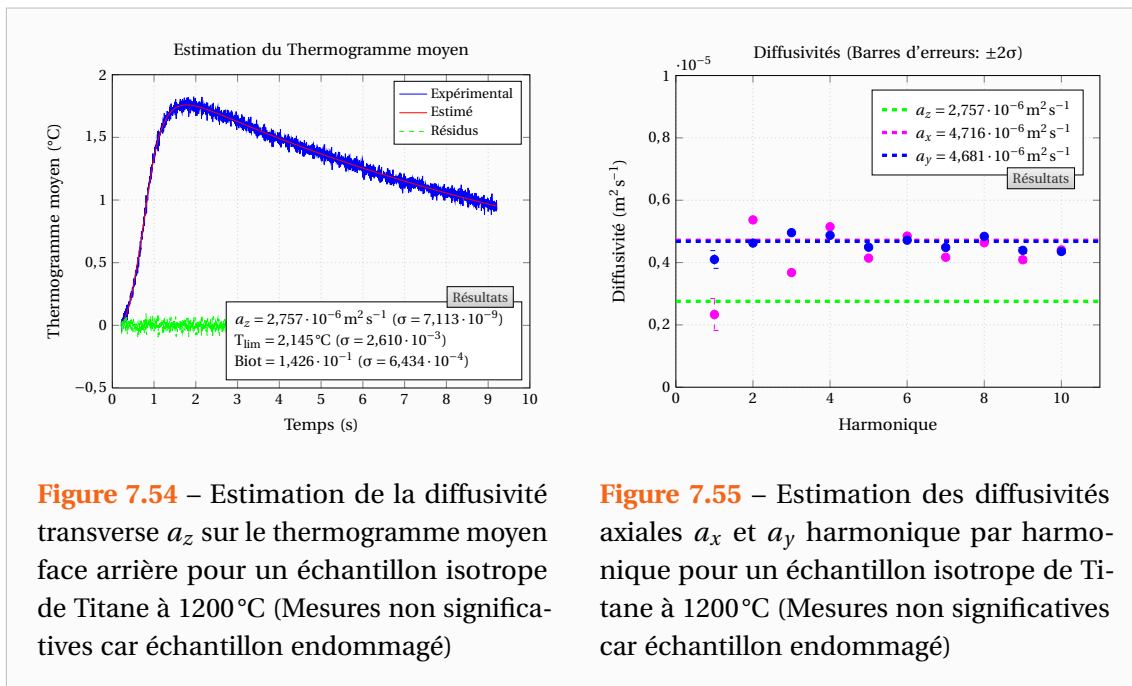 Estimation du Thermogramme moyen
2
1,5
1
0,5
0
−0,5
Thermogramme moyen (°C)
Expérimental
Estimé
Résidus
Résultats
a_z = 2,757·10⁻⁶ m² s⁻¹ (σ = 7,113·10⁻⁹)
T_lim = 2,145 °C (σ = 2,610·10⁻³)
Biot = 1,426·10⁻¹ (σ = 6,434·10⁻⁴)
0 1 2 3 4 5 6 7 8 9 10
Temps (s)
Diffusivités (Barres d'erreurs: ±2σ)
·10⁻⁵
1
0,8
0,6
0,4
0,2
0
Diffusivité (m² s⁻¹)
a_z = 2,757·10⁻⁶ m² s⁻¹
a_x = 4,716·10⁻⁶ m² s⁻¹
a_y = 4,681·10⁻⁶ m² s⁻¹
Résultats
0 2 4 6 8 10
Harmonique
Figure 7.54 – Estimation de la diffusivité
transverse a_z sur le thermogramme moyen
face arrière pour un échantillon isotrope
de Titane à 1200 °C (Mesures non significa-
tives car échantillon endommagé)
Figure 7.55 – Estimation des diffusivités
axiales a_x et a_y harmonique par harmo-
nique pour un échantillon isotrope de Ti-
tane à 1200 °C (Mesures non significatives
car échantillon endommagé)